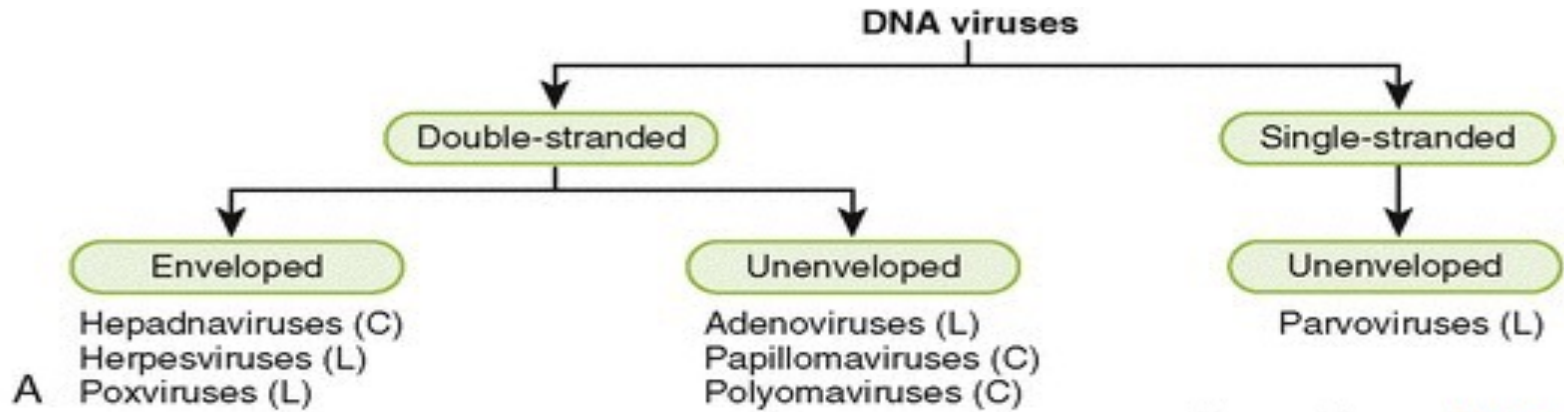 DNA viruses
Double-stranded
Single-stranded
Enveloped
Unenveloped
Unenveloped
Hepadnaviruses (C)
Herpesviruses (L)
Poxviruses (L)
Adenoviruses (L)
Papillomaviruses (C)
Polyomaviruses (C)
Parvoviruses (L)
A